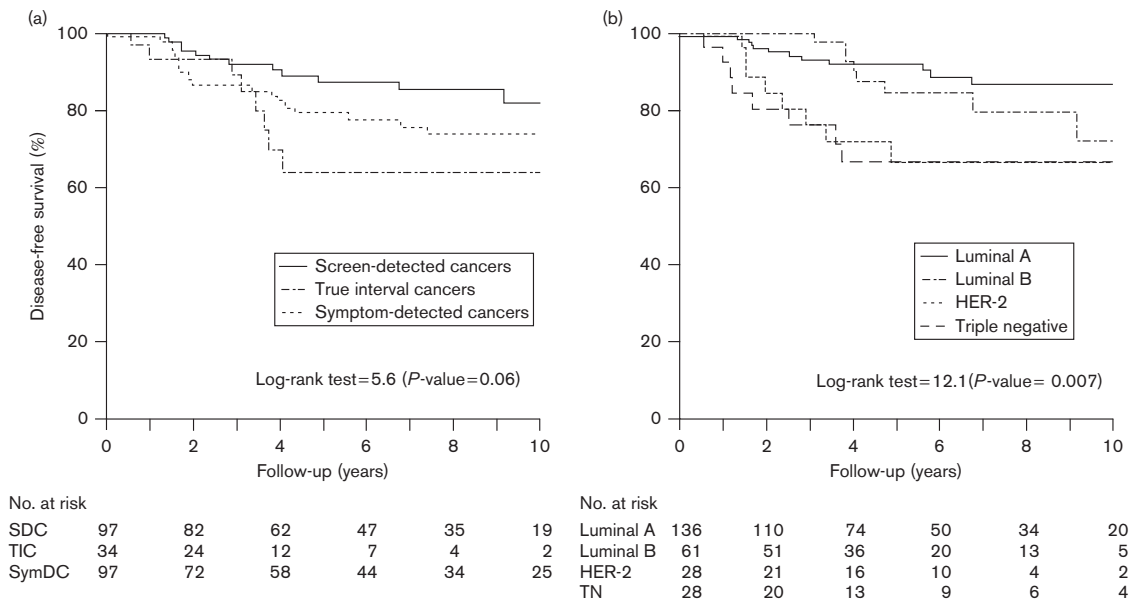 (a)
100
80
60
40
20
0
Disease-free survival (%)
Screen-detected cancers
True interval cancers
Symptom-detected cancers
Log-rank test=5.6 (P-value=0.06)
0 2 4 6 8 10
Follow-up (years)
No. at risk
SDC 97 82 62 47 35 19
TIC 34 24 12 7 4 2
SymDC 97 72 58 44 34 25
(b)
100
80
60
40
20
0
Luminal A
Luminal B
HER-2
Triple negative
Log-rank test=12.1(P-value= 0.007)
0 2 4 6 8 10
Follow-up (years)
No. at risk
Luminal A 136 110 74 50 34 20
Luminal B 61 51 36 20 13 5
HER-2 28 21 16 10 4 2
TN 28 20 13 9 6 4